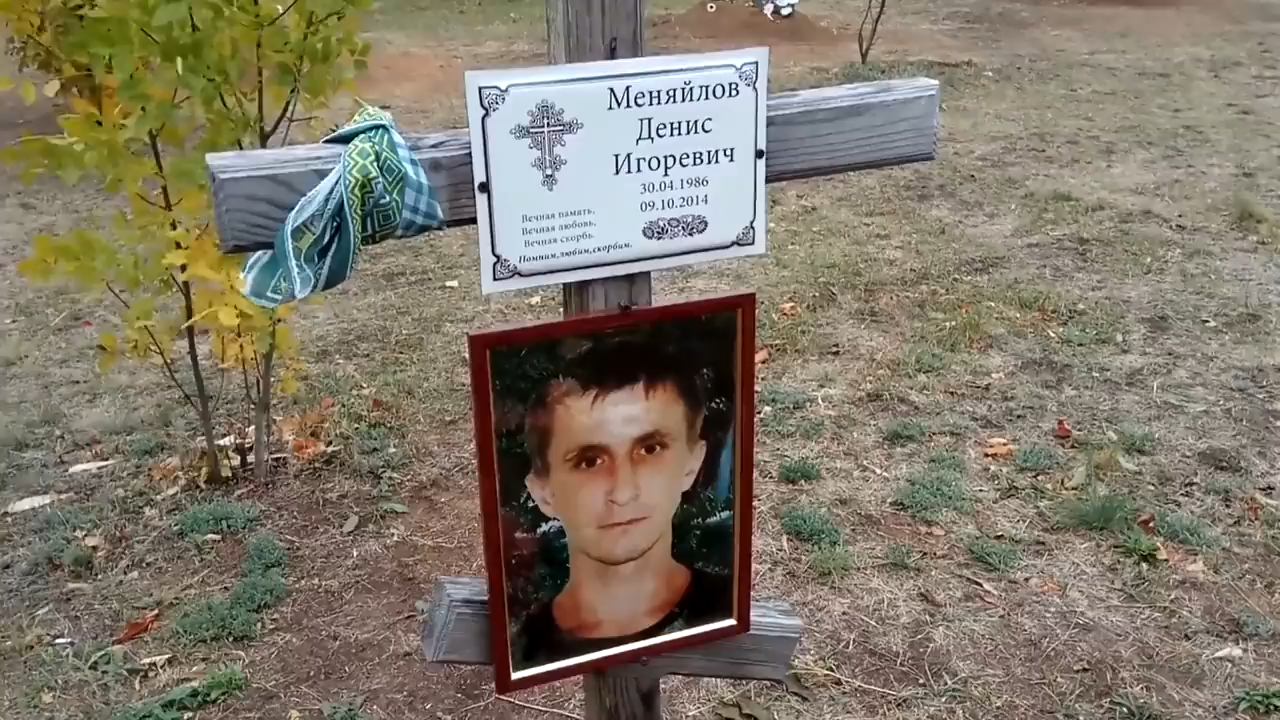 Меняйлов
Денис
Игоревич
30.04.1986
09.10.2014
Вечная память,
Вечная любовь,
Вечная скорбь.
Помним,любим,скорбим.